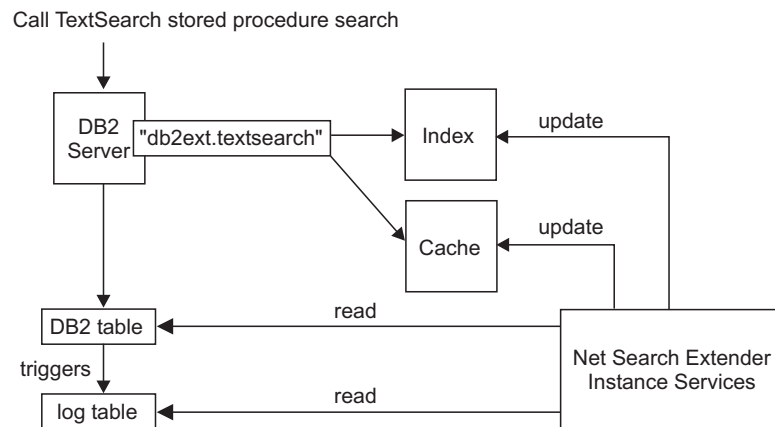 Call TextSearch stored procedure search
DB2
Server
"db2ext.textsearch"
Index
update
Cache
update
DB2 table
read
triggers
log table
read
Net Search Extender
Instance Services